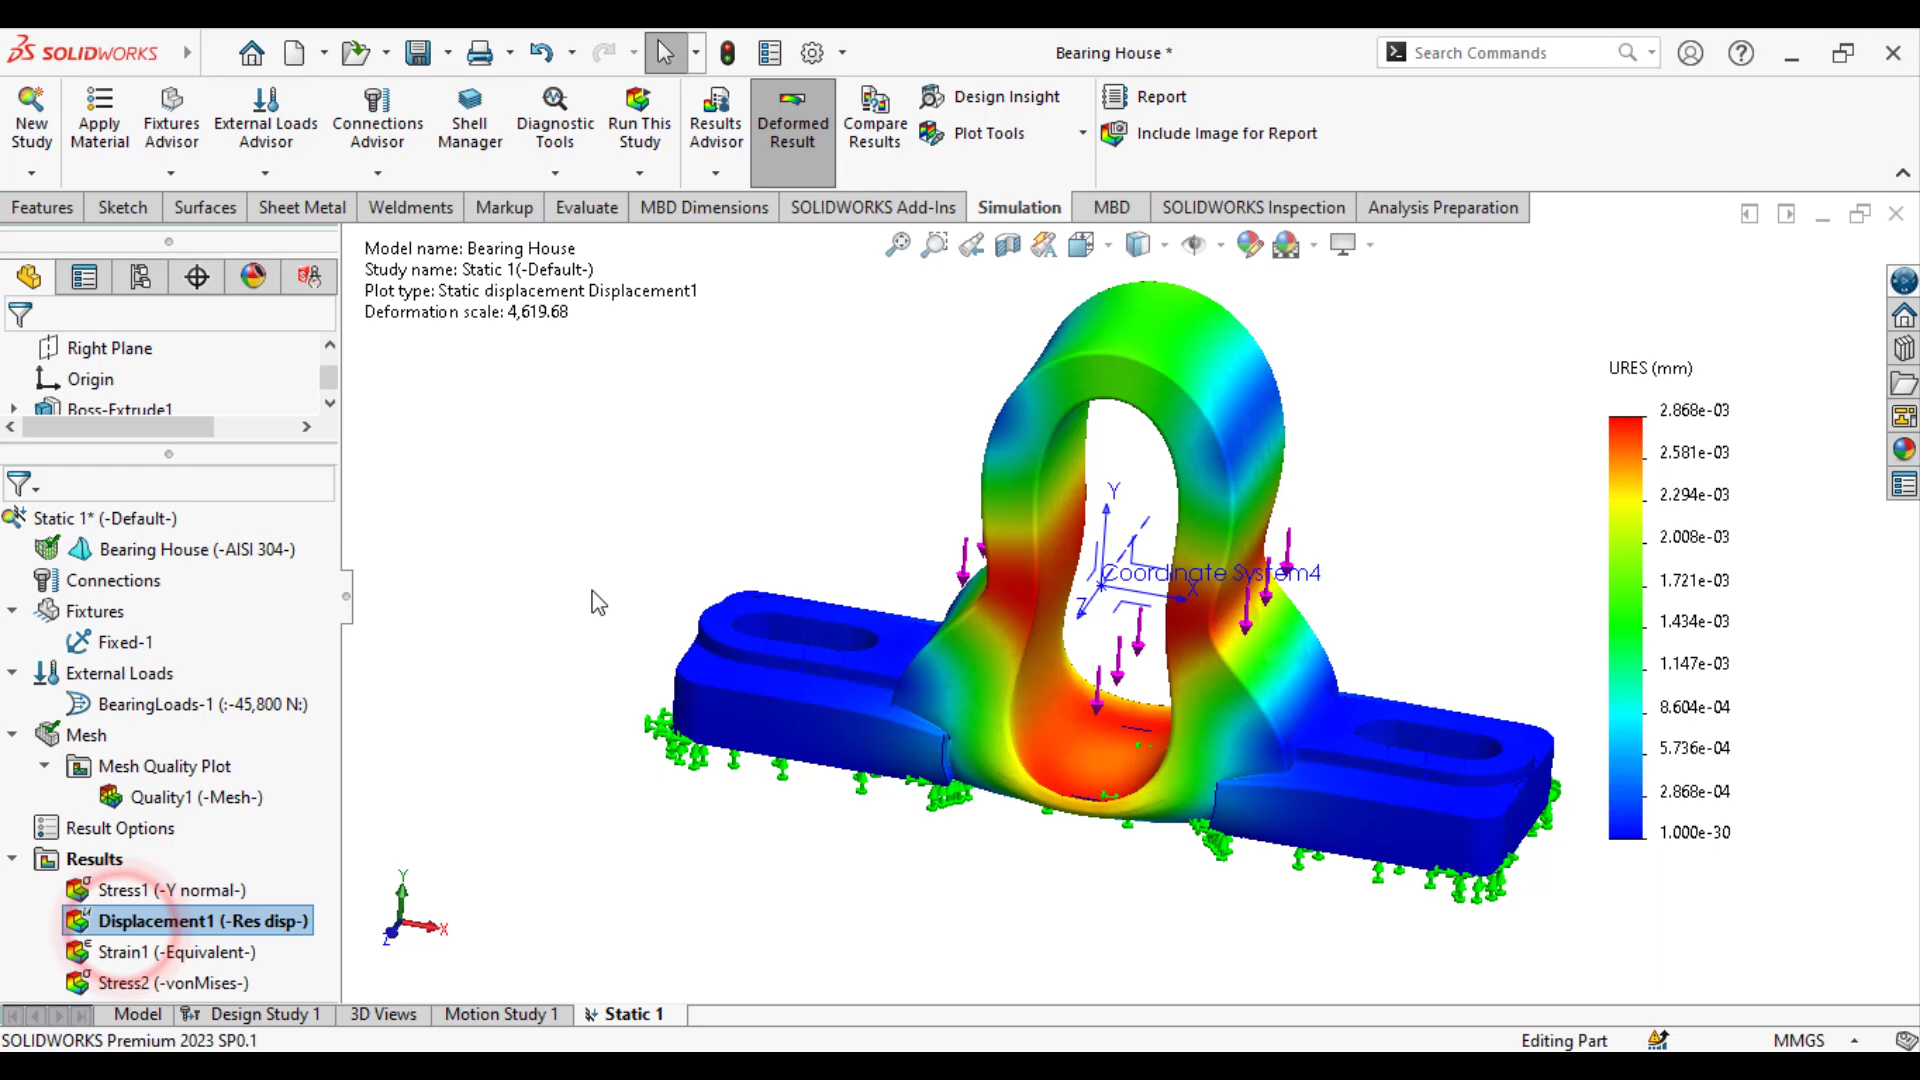 SOLIDWORKS
Bearing House *
Search Commands
New Study
Apply Material
Fixtures Advisor
External Loads Advisor
Connections Advisor
Shell Manager
Diagnostic Tools
Run This Study
Results Advisor
Deformed Result
Compare Results
Design Insight
Plot Tools
Report
Include Image for Report
Features
Sketch
Surfaces
Sheet Metal
Weldments
Markup
Evaluate
MBD Dimensions
SOLIDWORKS Add-Ins
Simulation
MBD
SOLIDWORKS Inspection
Analysis Preparation
Right Plane
Origin
Boss-Extrude1
Static 1* (-Default-)
Bearing House (-AISI 304-)
Connections
Fixtures
Fixed-1
External Loads
BearingLoads-1 (:-45,800 N:)
Mesh
Mesh Quality Plot
Quality1 (-Mesh-)
Result Options
Results
Stress1 (-Y normal-)
Displacement1 (-Res disp-)
Strain1 (-Equivalent-)
Stress2 (-vonMises-)
Model name: Bearing House
Study name: Static 1(-Default-)
Plot type: Static displacement Displacement1
Deformation scale: 4,619.68
Y
Coordinate System4
X
Z
URES (mm)
2.868e-03
2.581e-03
2.294e-03
2.008e-03
1.721e-03
1.434e-03
1.147e-03
8.604e-04
5.736e-04
2.868e-04
1.000e-30
Y
X
Z
Model
Design Study 1
3D Views
Motion Study 1
Static 1
SOLIDWORKS Premium 2023 SP0.1
Editing Part
MMGS